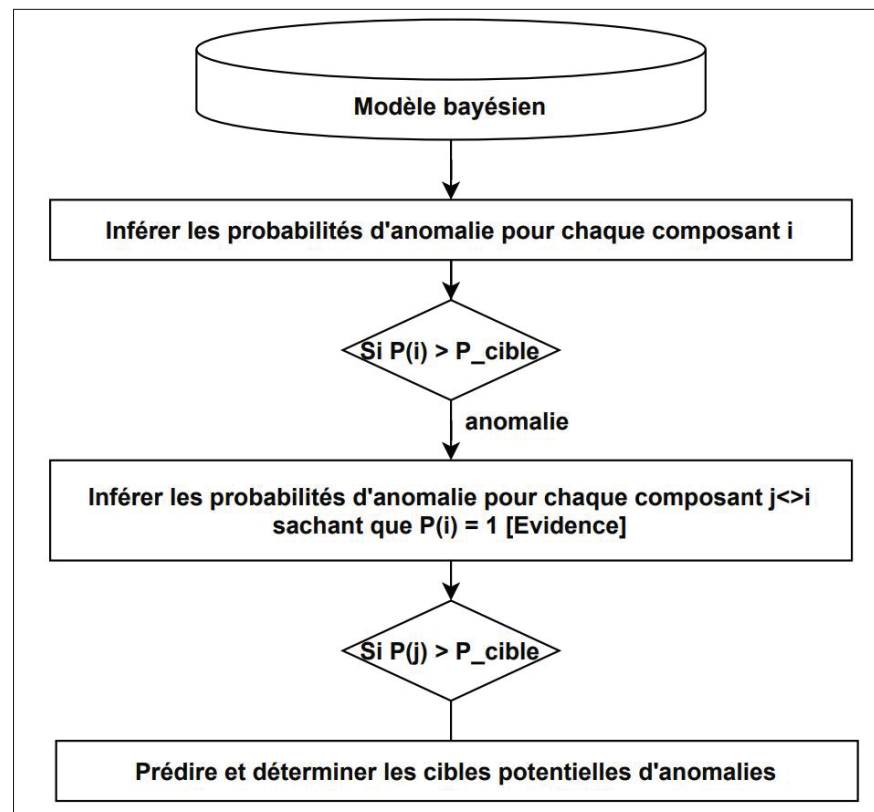 Modèle bayésien
Inférer les probabilités d'anomalie pour chaque composant i
Si P(i) > P_cible
anomalie
Inférer les probabilités d'anomalie pour chaque composant j<>i
sachant que P(i) = 1 [Evidence]
Si P(j) > P_cible
Prédire et déterminer les cibles potentielles d'anomalies